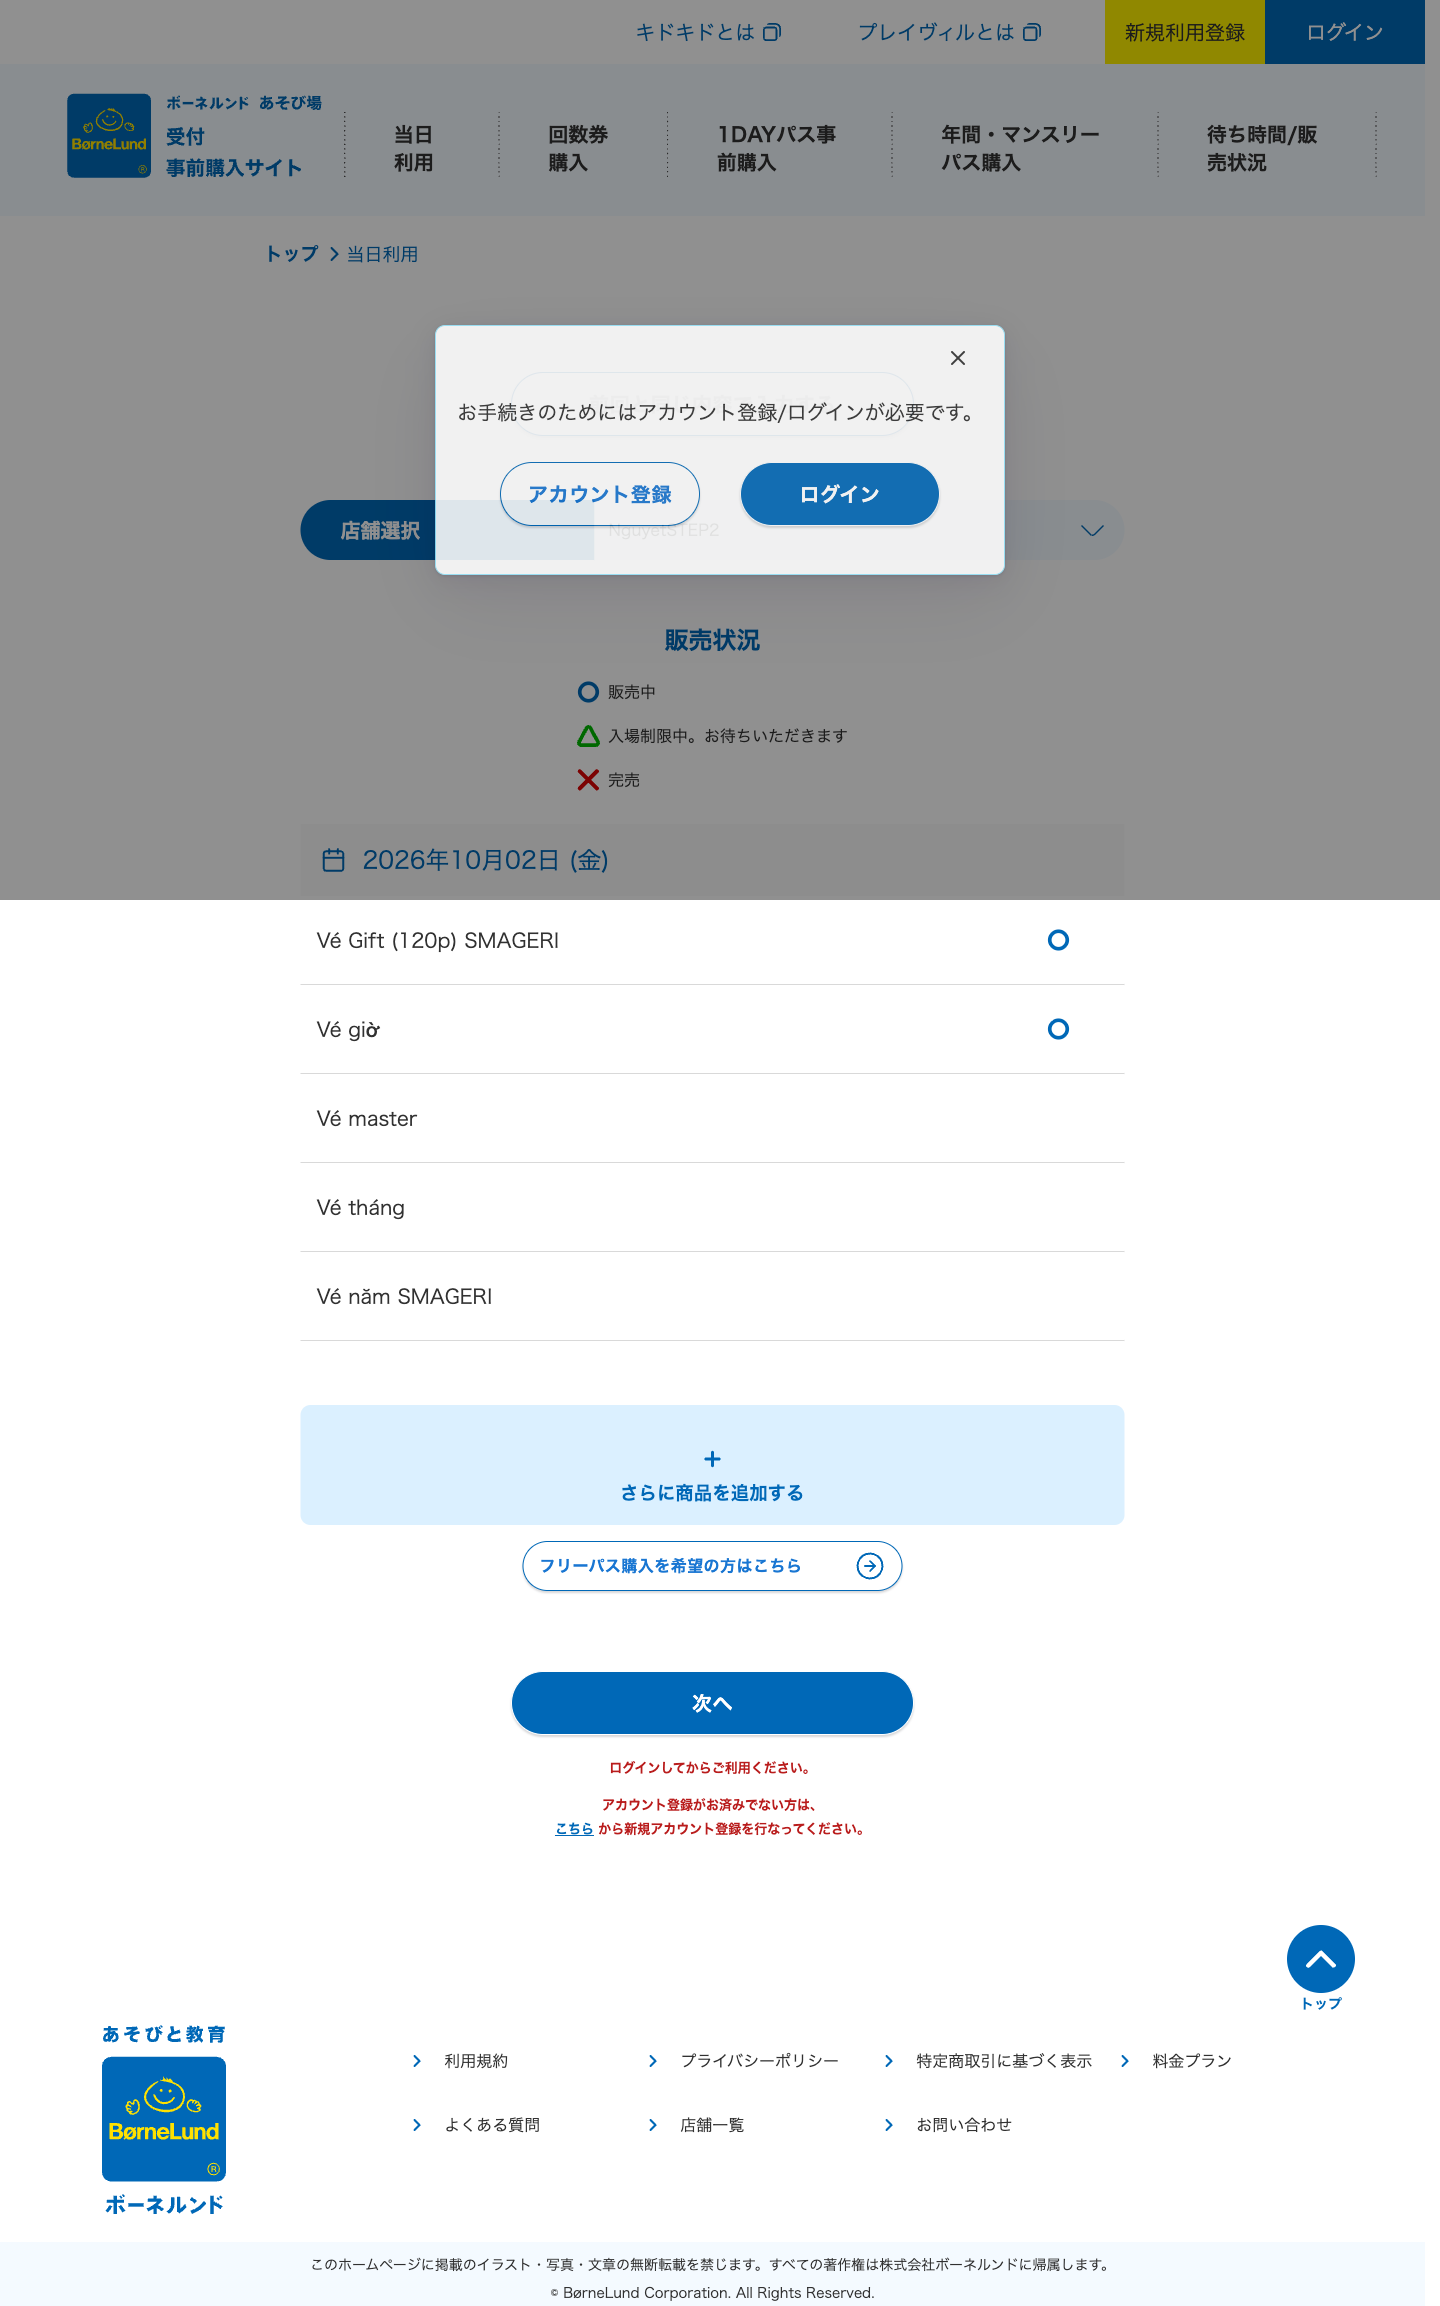 キドキドとは
プレイヴィルとは
新規利用登録
ログイン
BørneLund
®
ボーネルンド あそび場
受付
事前購入サイト
当日
利用
回数券
購入
1DAYパス事
前購入
年間・マンスリー
パス購入
待ち時間/販
売状況
トップ
当日利用
お手続きのためにはアカウント登録/ログインが必要です。
アカウント登録
ログイン
店舗選択
NguyetSTEP2
販売状況
販売中
入場制限中。お待ちいただきます
完売
2026年10月02日 (金)
Vé Gift (120p) SMAGERI
Vé giờ
Vé master
Vé tháng
Vé năm SMAGERI
さらに商品を追加する
フリーパス購入を希望の方はこちら
次へ
ログインしてからご利用ください。
アカウント登録がお済みでない方は、
こちら から新規アカウント登録を行なってください。
トップ
あそびと教育
BørneLund
®
ボーネルンド
利用規約
プライバシーポリシー
特定商取引に基づく表示
料金プラン
よくある質問
店舗一覧
お問い合わせ
このホームページに掲載のイラスト・写真・文章の無断転載を禁じます。すべての著作権は株式会社ボーネルンドに帰属します。
© BørneLund Corporation. All Rights Reserved.